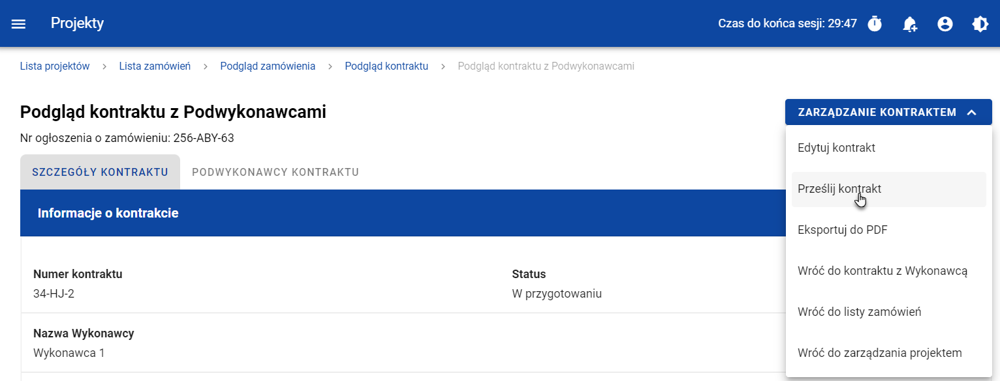 Projekty
Czas do końca sesji: 29:47
Lista projektów > Lista zamówień > Podgląd zamówienia > Podgląd kontraktu > Podgląd kontraktu z Podwykonawcami
Podgląd kontraktu z Podwykonawcami
Nr ogłoszenia o zamówieniu: 256-ABY-63
ZARZĄDZANIE KONTRAKTEM
Edytuj kontrakt
Prześlij kontrakt
Eksportuj do PDF
Wróć do kontraktu z Wykonawcą
Wróć do listy zamówień
Wróć do zarządzania projektem
SZCZEGÓŁY KONTRAKTU
PODWYKONAWCY KONTRAKTU
Informacje o kontrakcie
Numer kontraktu
34-HJ-2
Status
W przygotowaniu
Nazwa Wykonawcy
Wykonawca 1